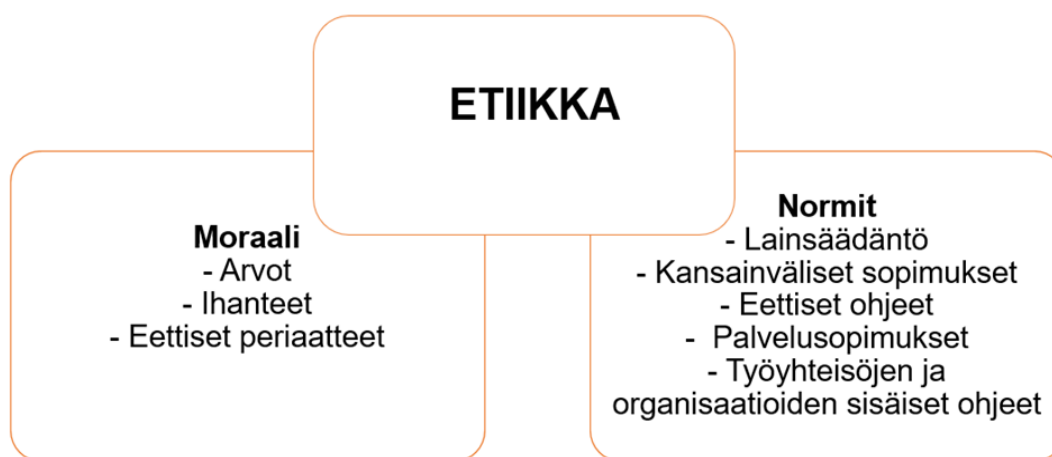 ETIIKKA
Moraali
- Arvot
- Ihanteet
- Eettiset periaatteet
Normit
- Lainsäädäntö
- Kansainväliset sopimukset
- Eettiset ohjeet
- Palvelusopimukset
- Työyhteisöjen ja
organisaatioiden sisäiset ohjeet